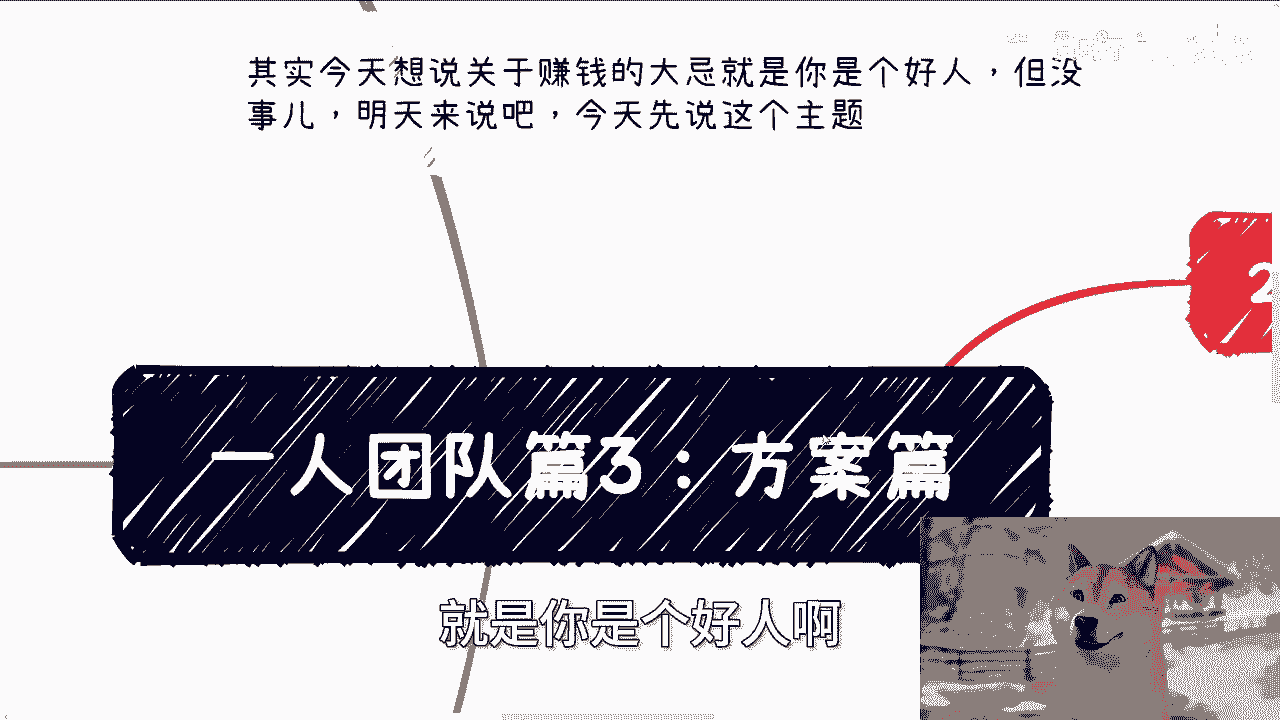 其实今天想说关于赚钱的大忌就是你是个好人，但没
事儿，明天来说吧，今天先说这个主题
2
一人团队篇3：方案篇
就是你是个好人啊